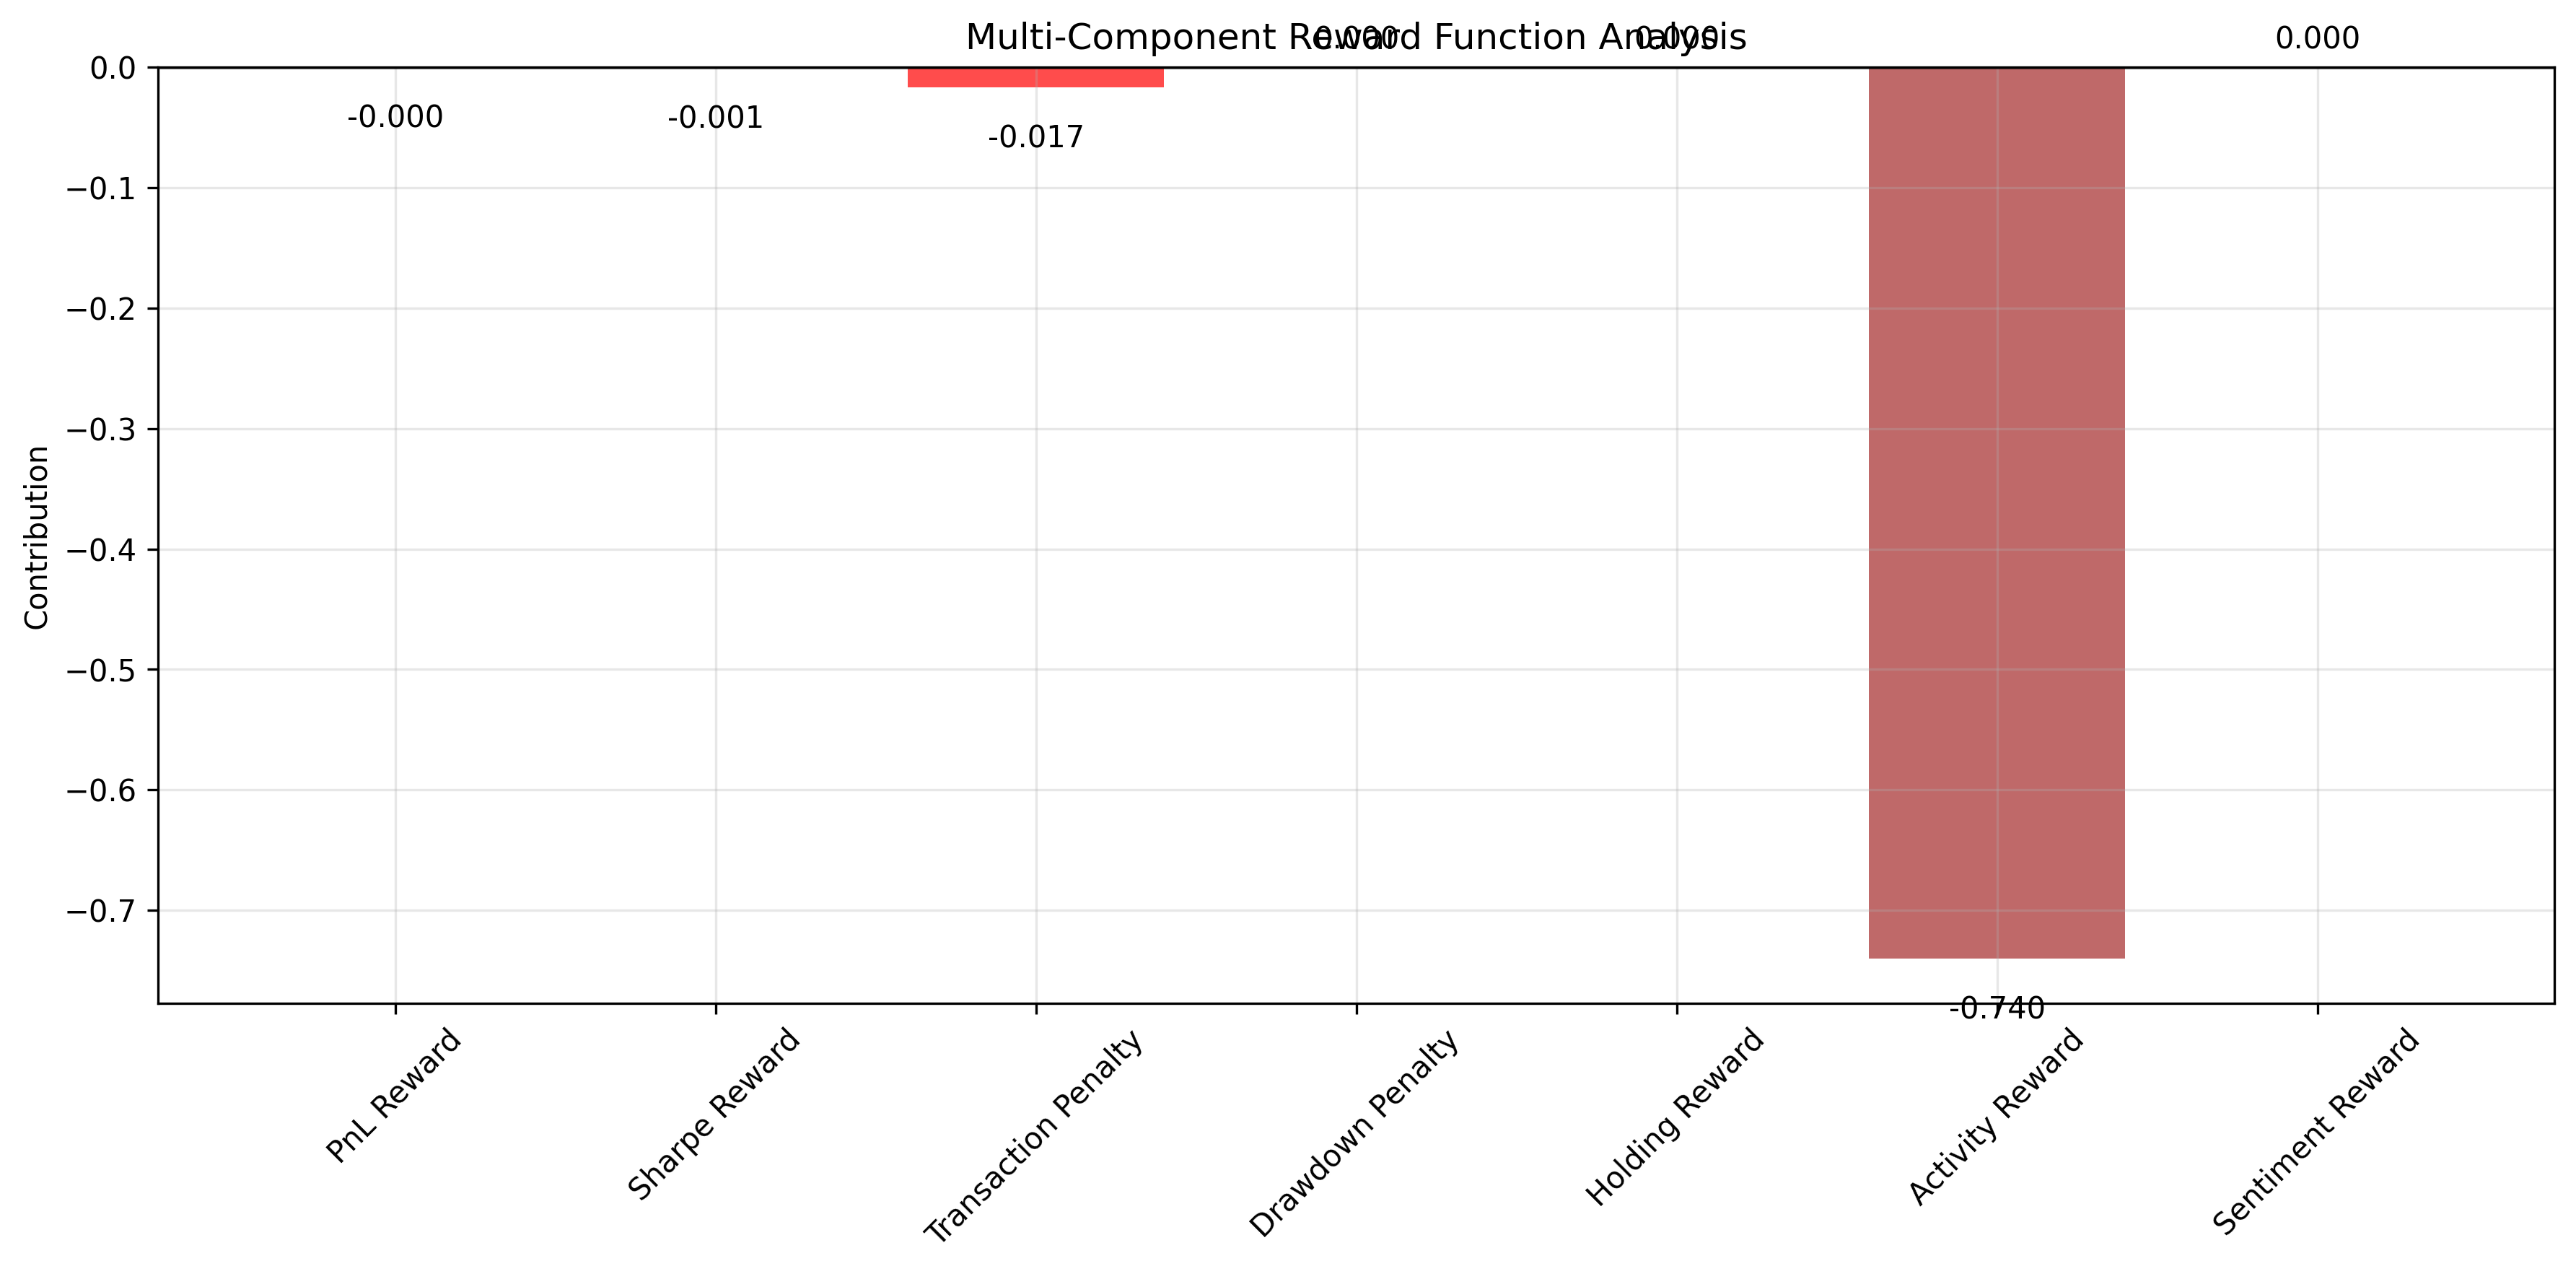 Multi-Component Reward Function Analysis
0.000
0.000
0.000
0.0
-0.000
-0.001
-0.017
−0.1
−0.2
−0.3
−0.4
−0.5
−0.6
−0.7
Contribution
-0.740
PnL Reward
Sharpe Reward
Transaction Penalty
Drawdown Penalty
Holding Reward
Activity Reward
Sentiment Reward